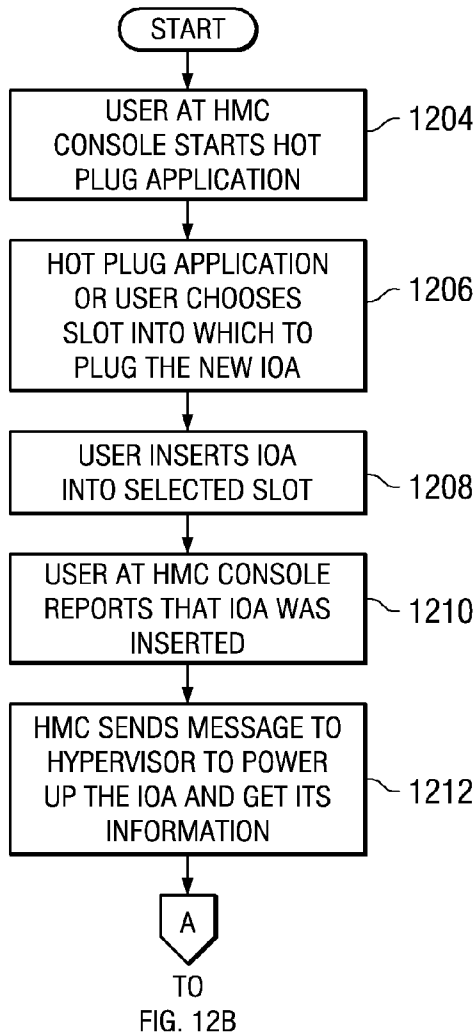 START
USER AT HMC
CONSOLE STARTS HOT
PLUG APPLICATION
1204
HOT PLUG APPLICATION
OR USER CHOOSES
SLOT INTO WHICH TO
PLUG THE NEW IOA
1206
USER INSERTS IOA
INTO SELECTED SLOT
1208
USER AT HMC CONSOLE
REPORTS THAT IOA WAS
INSERTED
1210
HMC SENDS MESSAGE TO
HYPERVISOR TO POWER
UP THE IOA AND GET ITS
INFORMATION
1212
A
TO
FIG. 12B